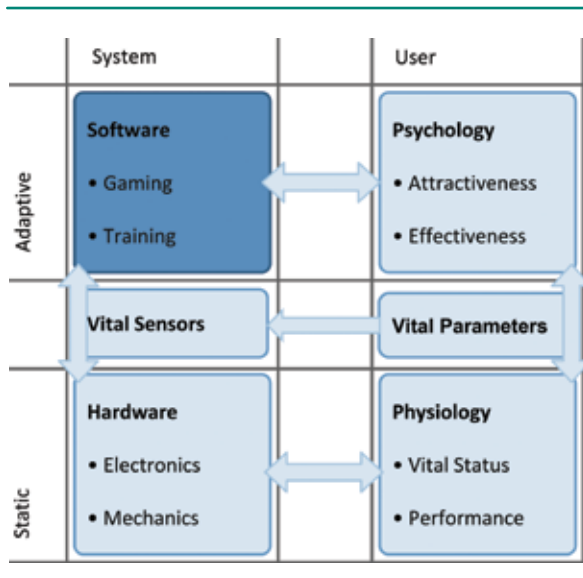 System
User
Adaptive
Software
• Gaming
• Training
Psychology
• Attractiveness
• Effectiveness
Vital Sensors
Vital Parameters
Static
Hardware
• Electronics
• Mechanics
Physiology
• Vital Status
• Performance